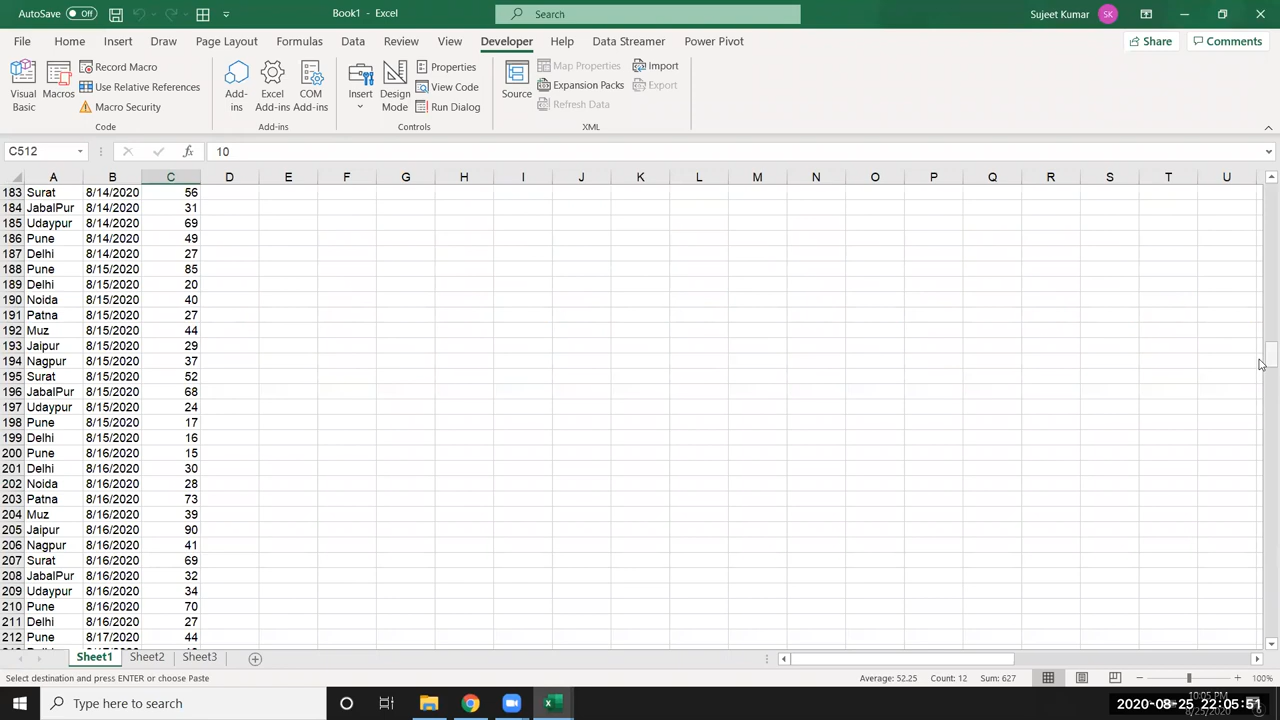 AutoSave Off Book1 - Excel Search Sujeet Kumar SK
File Home Insert Draw Page Layout Formulas Data Review View Developer Help Data Streamer Power Pivot Share Comments
Visual Basic Macros Record Macro Use Relative References Macro Security
Add-ins Excel Add-ins COM Add-ins
Insert Design Mode Properties View Code Run Dialog
Source Map Properties Expansion Packs Refresh Data Import Export
Code Add-ins Controls XML
C512 fx 10
A B C D E F G H I J K L M N O P Q R S T U
183 Surat 8/14/2020 56
184 JabalPur 8/14/2020 31
185 Udaypur 8/14/2020 69
186 Pune 8/14/2020 49
187 Delhi 8/14/2020 27
188 Pune 8/15/2020 85
189 Delhi 8/15/2020 20
190 Noida 8/15/2020 40
191 Patna 8/15/2020 27
192 Muz 8/15/2020 44
193 Jaipur 8/15/2020 29
194 Nagpur 8/15/2020 37
195 Surat 8/15/2020 52
196 JabalPur 8/15/2020 68
197 Udaypur 8/15/2020 24
198 Pune 8/15/2020 17
199 Delhi 8/15/2020 16
200 Pune 8/16/2020 15
201 Delhi 8/16/2020 30
202 Noida 8/16/2020 28
203 Patna 8/16/2020 73
204 Muz 8/16/2020 39
205 Jaipur 8/16/2020 90
206 Nagpur 8/16/2020 41
207 Surat 8/16/2020 69
208 JabalPur 8/16/2020 32
209 Udaypur 8/16/2020 34
210 Pune 8/16/2020 70
211 Delhi 8/16/2020 27
212 Pune 8/17/2020 44
Sheet1 Sheet2 Sheet3
Select destination and press ENTER or choose Paste Average: 52.25 Count: 12 Sum: 627 100%
Type here to search 2020-08-25 22:05:51